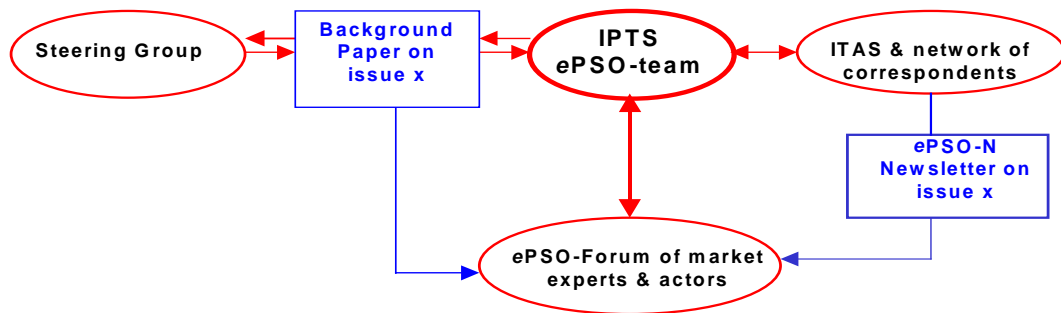 Steering Group
Background
Paper on
issue x
IPTS
ePSO-team
ITAS & network of
correspondents
ePSO-N
Newsletter on
issue x
ePSO-Forum of market
experts & actors